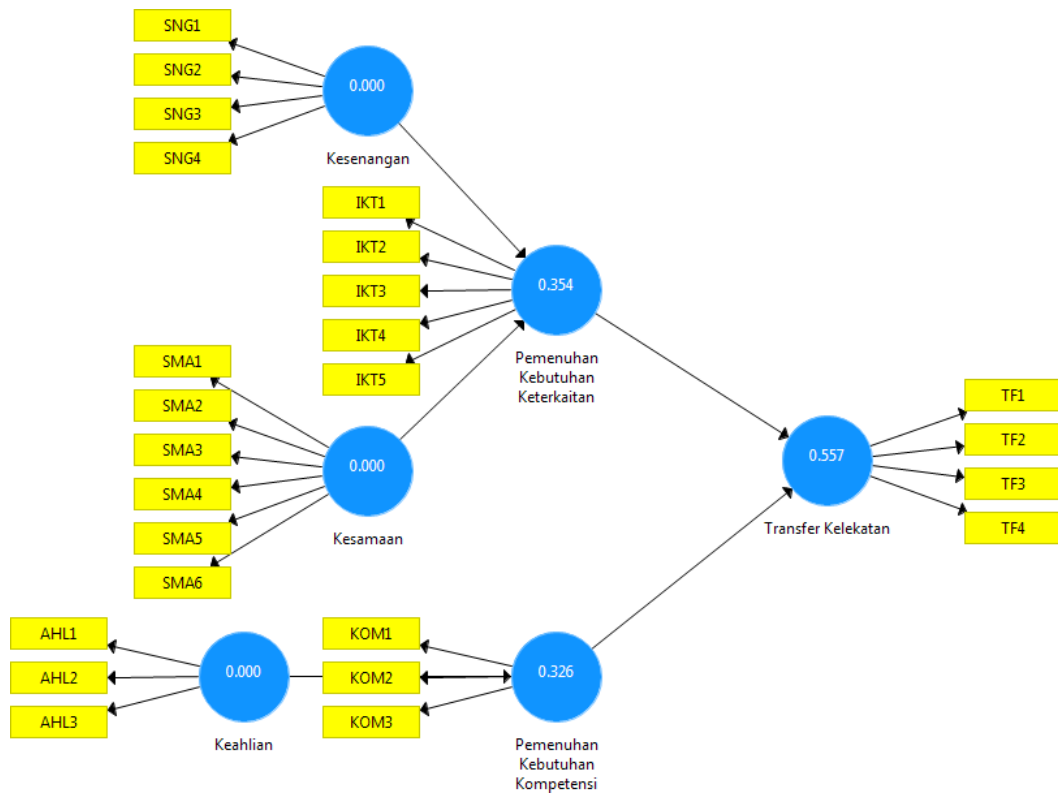 SNG1
SNG2
SNG3
SNG4
0.000
Kesenangan
IKT1
IKT2
IKT3
IKT4
IKT5
0.354
Pemenuhan
Kebutuhan
Keterkaitan
SMA1
SMA2
SMA3
SMA4
SMA5
SMA6
0.000
Kesamaan
0.557
Transfer Kelekatan
TF1
TF2
TF3
TF4
AHL1
AHL2
AHL3
0.000
Keahlian
KOM1
KOM2
KOM3
0.326
Pemenuhan
Kebutuhan
Kompetensi